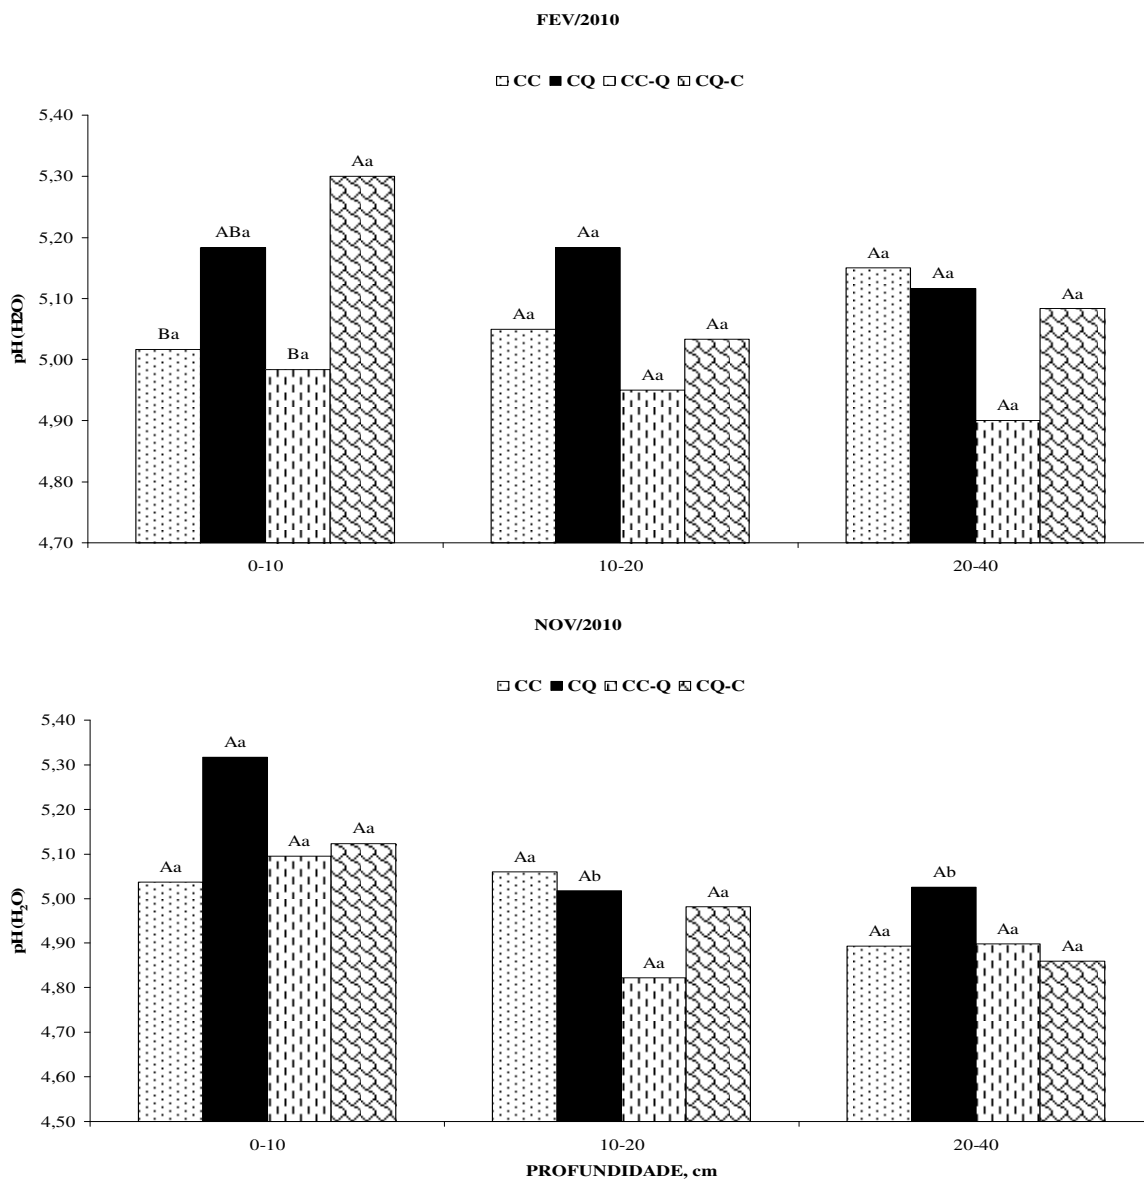 FEV/2010
CC CQ CC-Q CQ-C
pH (H2O)
5,40
5,30
5,20
5,10
5,00
4,90
4,80
4,70
Ba ABa Ba Aa
Aa Aa Aa Aa
Aa Aa Aa Aa
0-10 10-20 20-40
NOV/2010
CC CQ CC-Q CQ-C
pH (H₂O)
5,40
5,30
5,20
5,10
5,00
4,90
4,80
4,70
4,60
4,50
Aa Aa Aa Aa
Aa Ab Aa Aa
Aa Ab Aa Aa
0-10 10-20 20-40
PROFUNDIDADE, cm